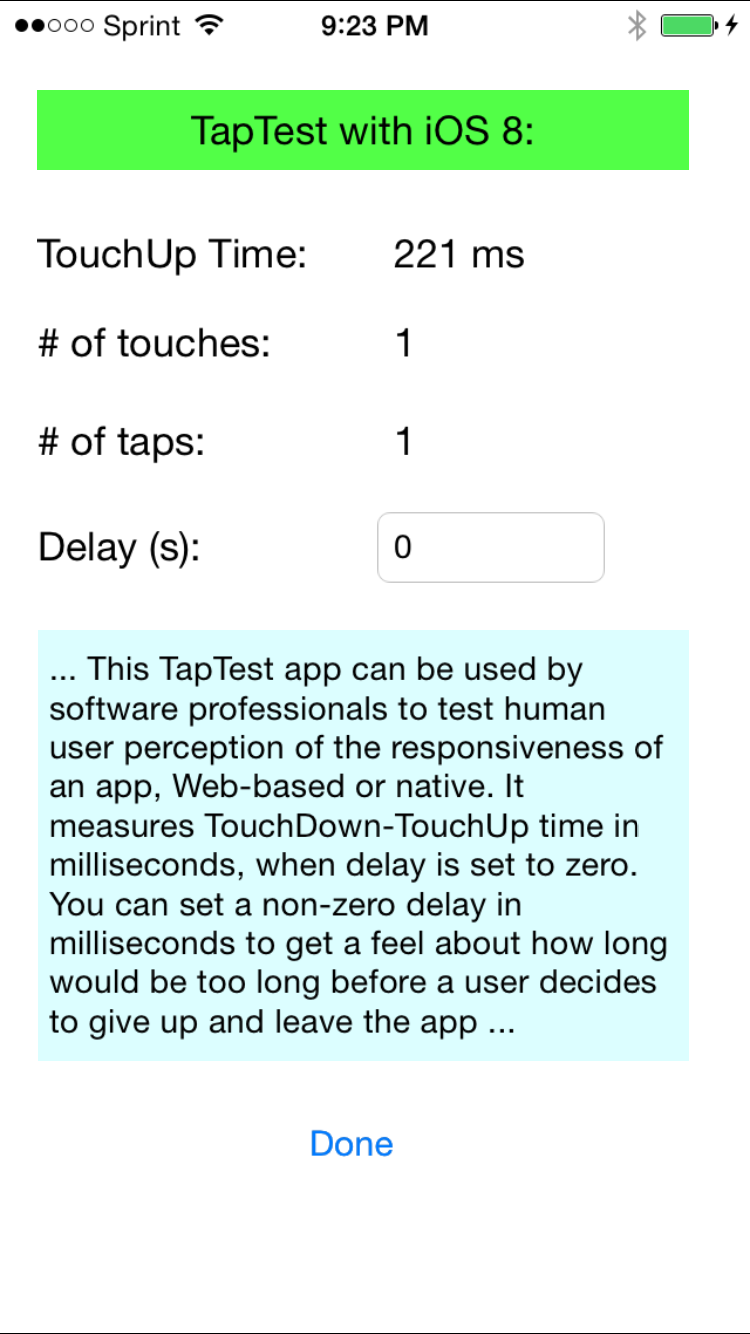 Sprint 9:23 PM
TapTest with iOS 8:
TouchUp Time: 221 ms
# of touches: 1
# of taps: 1
Delay (s): 0
... This TapTest app can be used by
software professionals to test human
user perception of the responsiveness of
an app, Web-based or native. It
measures TouchDown-TouchUp time in
milliseconds, when delay is set to zero.
You can set a non-zero delay in
milliseconds to get a feel about how long
would be too long before a user decides
to give up and leave the app ...
Done